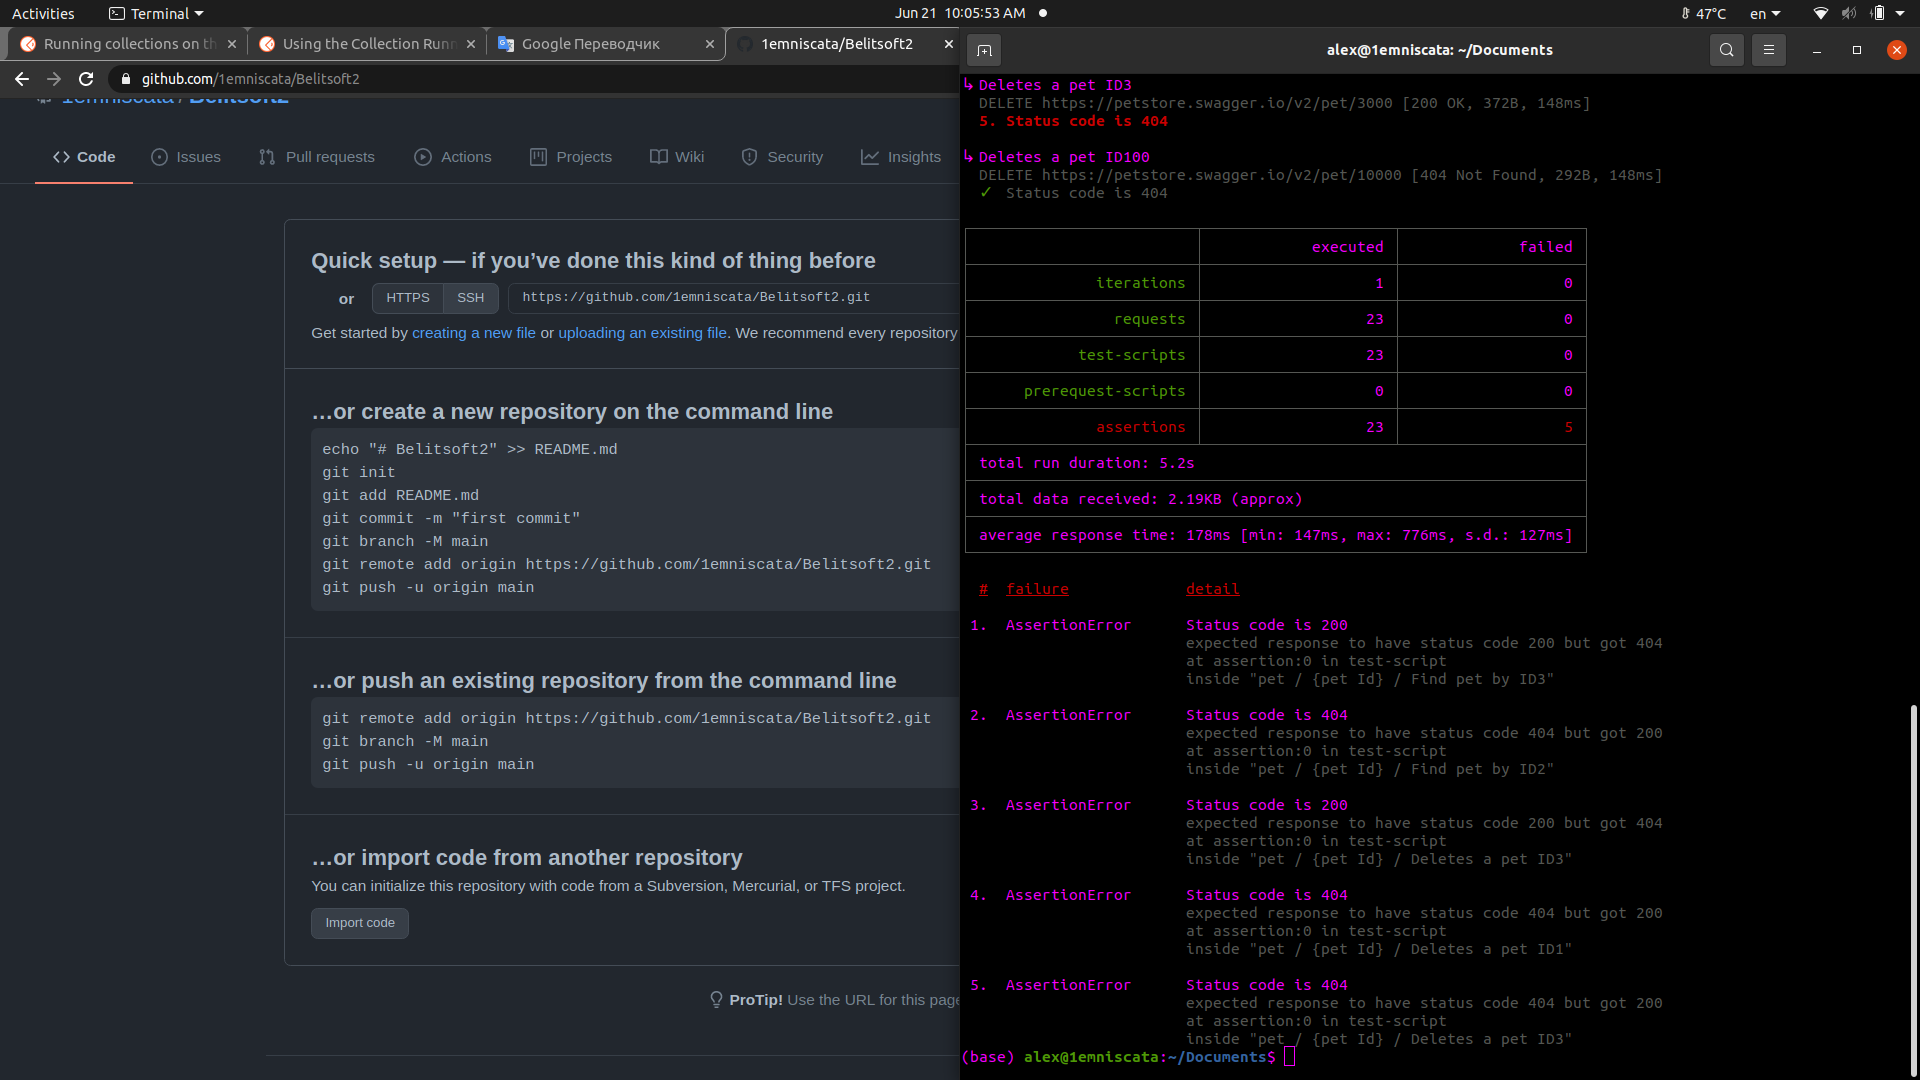 Activities
Terminal
Jun 21 10:05:53 AM
47°C
en
Running collections on th
Using the Collection Runn
Google Переводчик
1emniscata/Belitsoft2
github.com/1emniscata/Belitsoft2
1emniscata / Belitsoft2
Code
Issues
Pull requests
Actions
Projects
Wiki
Security
Insights
Quick setup — if you’ve done this kind of thing before
or
HTTPS
SSH
https://github.com/1emniscata/Belitsoft2.git
Get started by creating a new file or uploading an existing file. We recommend every repository
…or create a new repository on the command line
echo "# Belitsoft2" >> README.md
git init
git add README.md
git commit -m "first commit"
git branch -M main
git remote add origin https://github.com/1emniscata/Belitsoft2.git
git push -u origin main
…or push an existing repository from the command line
git remote add origin https://github.com/1emniscata/Belitsoft2.git
git branch -M main
git push -u origin main
…or import code from another repository
You can initialize this repository with code from a Subversion, Mercurial, or TFS project.
Import code
ProTip! Use the URL for this page
alex@1emniscata: ~/Documents
↳ Deletes a pet ID3
DELETE https://petstore.swagger.io/v2/pet/3000 [200 OK, 372B, 148ms]
5. Status code is 404
↳ Deletes a pet ID100
DELETE https://petstore.swagger.io/v2/pet/10000 [404 Not Found, 292B, 148ms]
✓ Status code is 404
executed failed
iterations 1 0
requests 23 0
test-scripts 23 0
prerequest-scripts 0 0
assertions 23 5
total run duration: 5.2s
total data received: 2.19KB (approx)
average response time: 178ms [min: 147ms, max: 776ms, s.d.: 127ms]
# failure detail
1. AssertionError Status code is 200
expected response to have status code 200 but got 404
at assertion:0 in test-script
inside "pet / {pet Id} / Find pet by ID3"
2. AssertionError Status code is 404
expected response to have status code 404 but got 200
at assertion:0 in test-script
inside "pet / {pet Id} / Find pet by ID2"
3. AssertionError Status code is 200
expected response to have status code 200 but got 404
at assertion:0 in test-script
inside "pet / {pet Id} / Deletes a pet ID3"
4. AssertionError Status code is 404
expected response to have status code 404 but got 200
at assertion:0 in test-script
inside "pet / {pet Id} / Deletes a pet ID1"
5. AssertionError Status code is 404
expected response to have status code 404 but got 200
at assertion:0 in test-script
inside "pet / {pet Id} / Deletes a pet ID3"
(base) alex@1emniscata:~/Documents$